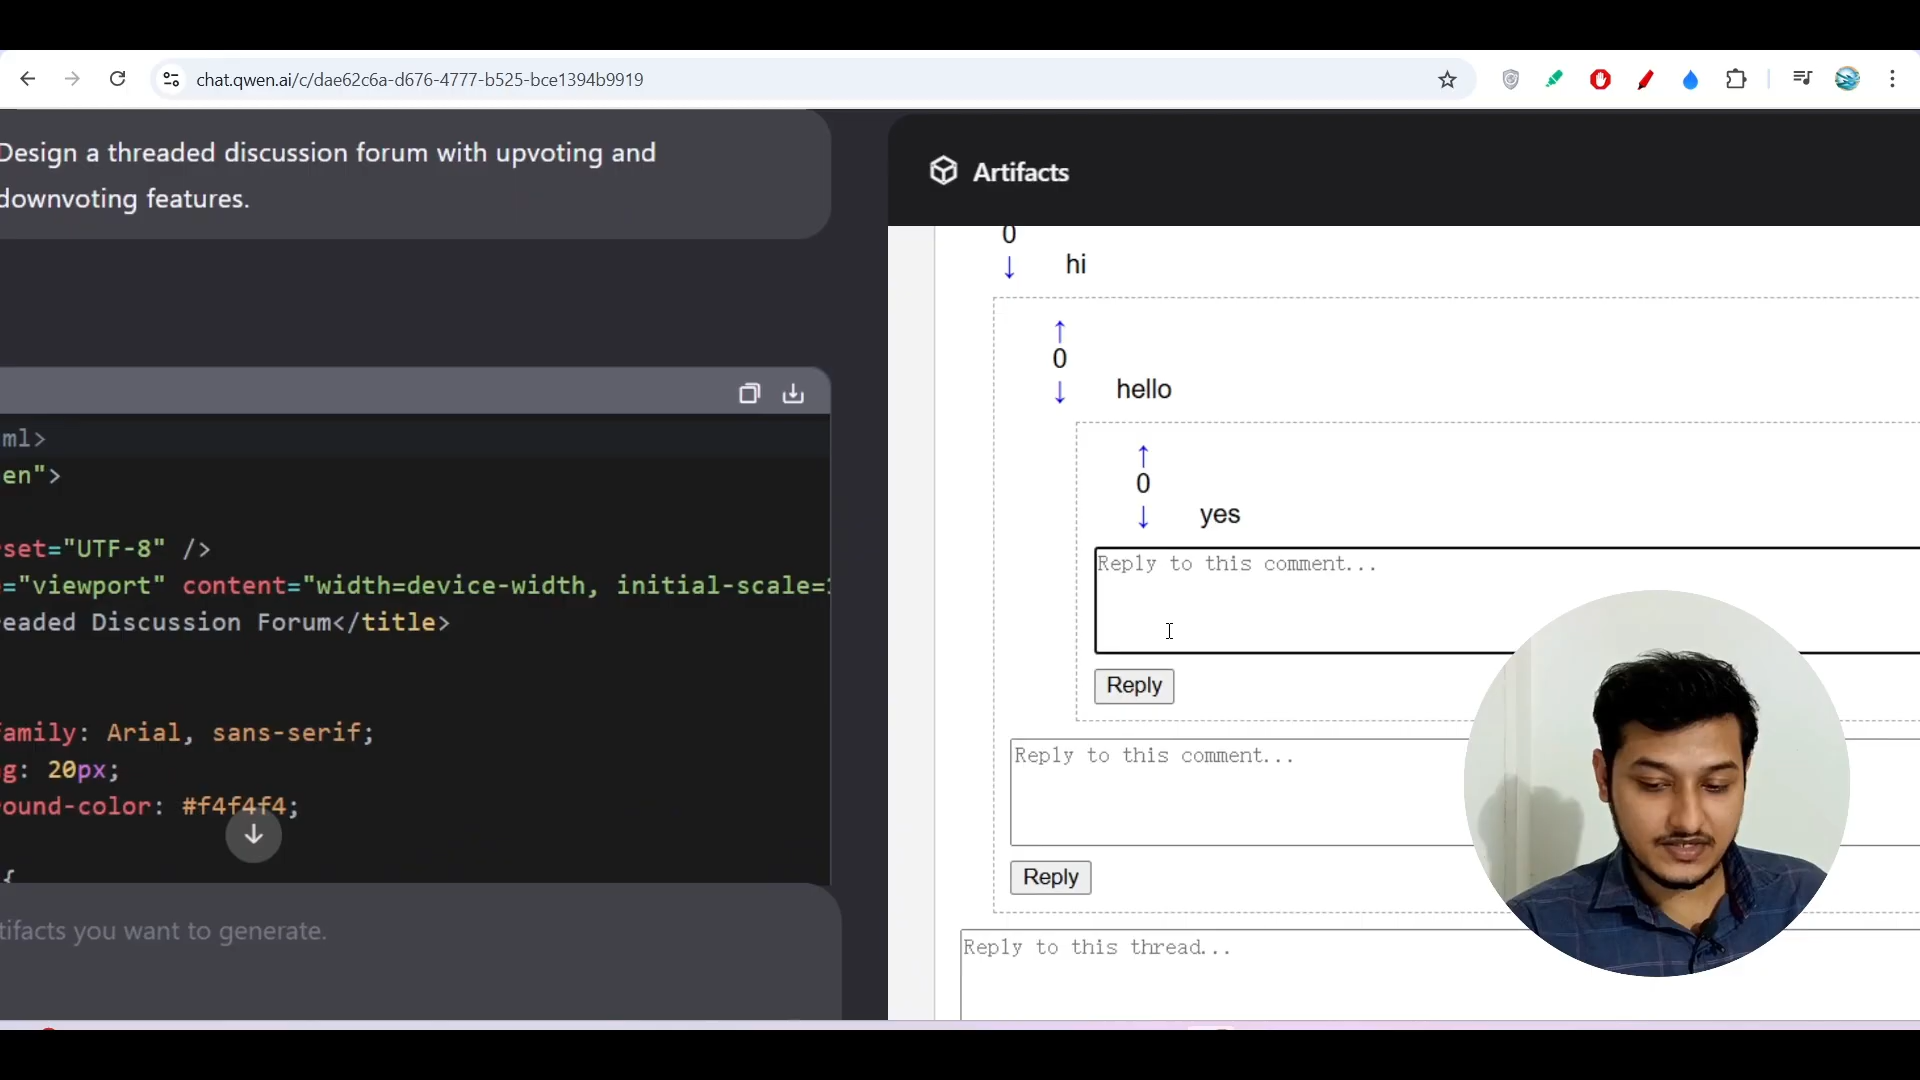 chat.qwen.ai/c/dae62c6a-d676-4777-b525-bce1394b9919
Design a threaded discussion forum with upvoting and
downvoting features.
ml>
en">
set="UTF-8" />
="viewport" content="width=device-width, initial-scale=
eaded Discussion Forum</title>
amily: Arial, sans-serif;
g: 20px;
ound-color: #f4f4f4;
{
tifacts you want to generate.
Artifacts
0
↓ hi
↑
0
↓ hello
↑
0
↓ yes
Reply to this comment...
Reply
Reply to this comment...
Reply
Reply to this thread...